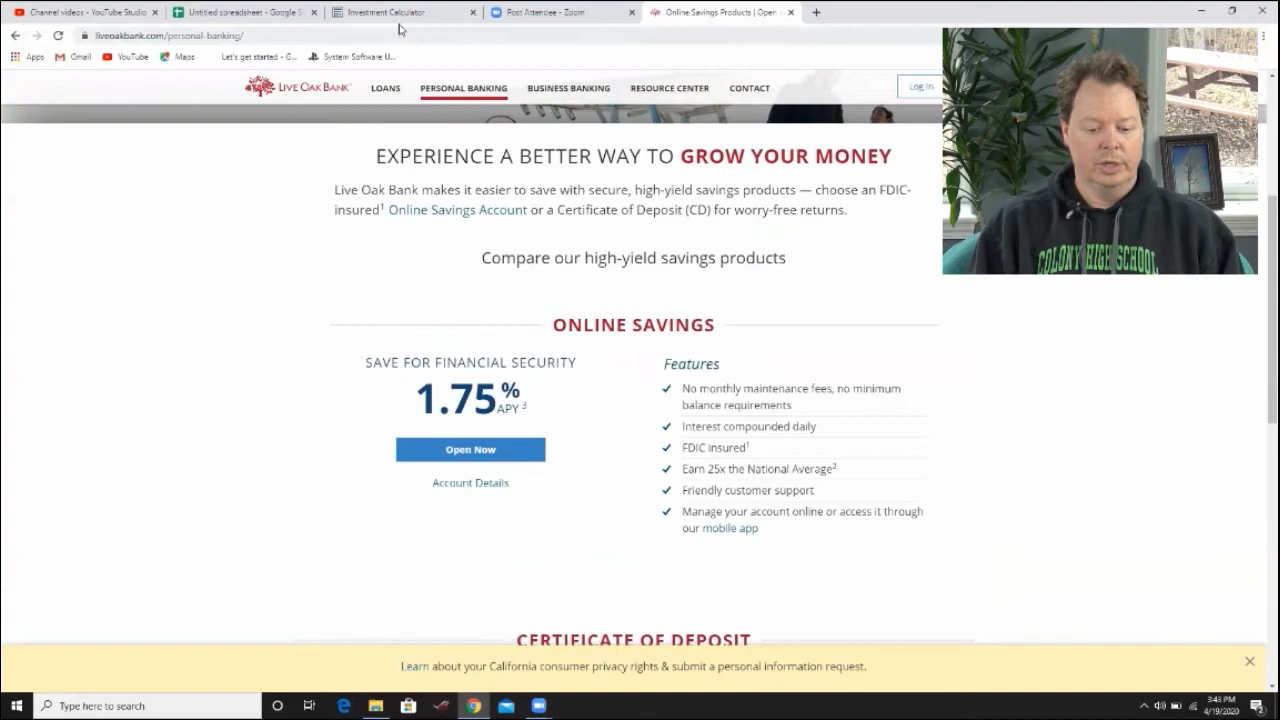 Channel videos - YouTube Studio
Untitled spreadsheet - Google S
Investment Calculator
Post Attendee - Zoom
Online Savings Products | Open
liveoakbank.com/personal-banking/
Apps
Gmail
YouTube
Maps
Let's get started - G...
System Software U...
LIVE OAK BANK
LOANS
PERSONAL BANKING
BUSINESS BANKING
RESOURCE CENTER
CONTACT
Log In
EXPERIENCE A BETTER WAY TO GROW YOUR MONEY
Live Oak Bank makes it easier to save with secure, high-yield savings products — choose an FDIC-
insured¹ Online Savings Account or a Certificate of Deposit (CD) for worry-free returns.
Compare our high-yield savings products
ONLINE SAVINGS
SAVE FOR FINANCIAL SECURITY
1.75% APY ³
Open Now
Account Details
Features
No monthly maintenance fees, no minimum
balance requirements
Interest compounded daily
FDIC insured¹
Earn 25x the National Average²
Friendly customer support
Manage your account online or access it through
our mobile app
COLONY HIGH SCHOOL
CERTIFICATE OF DEPOSIT
Learn about your California consumer privacy rights & submit a personal information request.
Type here to search
3:43 PM
4/19/2020
2